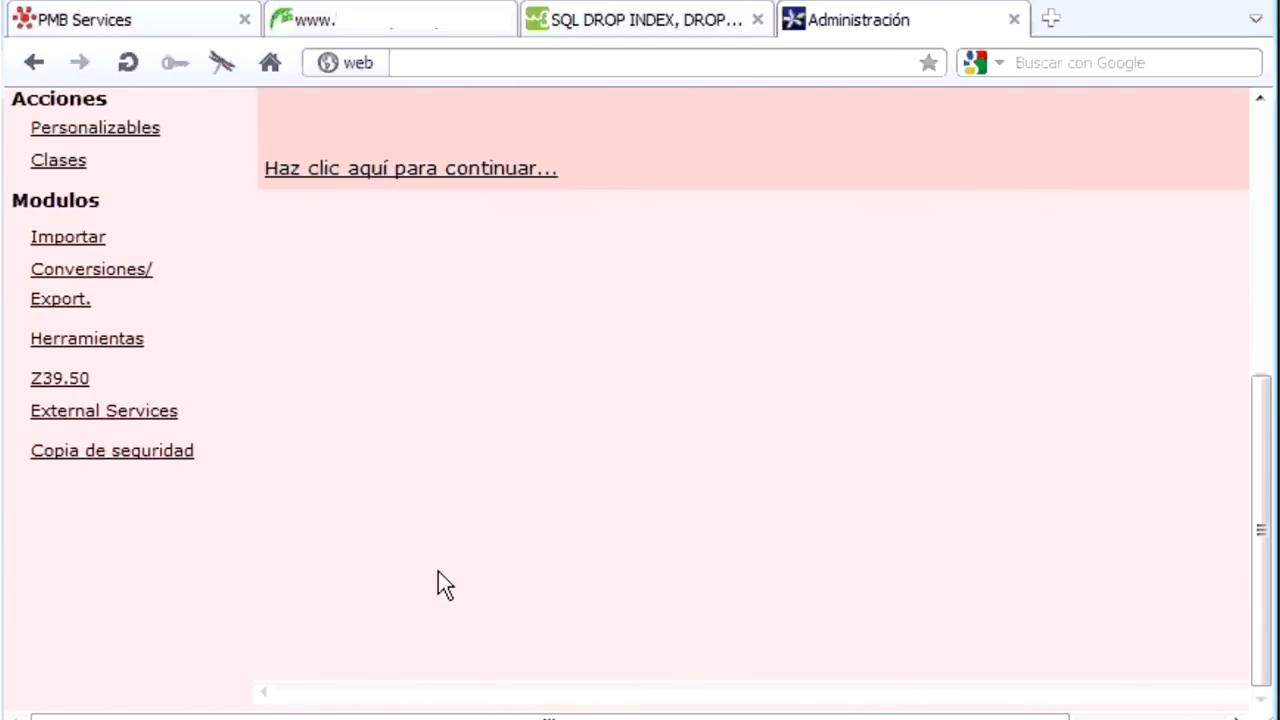 PMB Services
www.
SQL DROP INDEX, DROP...
Administración
web
Buscar con Google
Acciones
Personalizables
Clases
Modulos
Importar
Conversiones/
Export.
Herramientas
Z39.50
External Services
Copia de seguridad
Haz clic aquí para continuar...